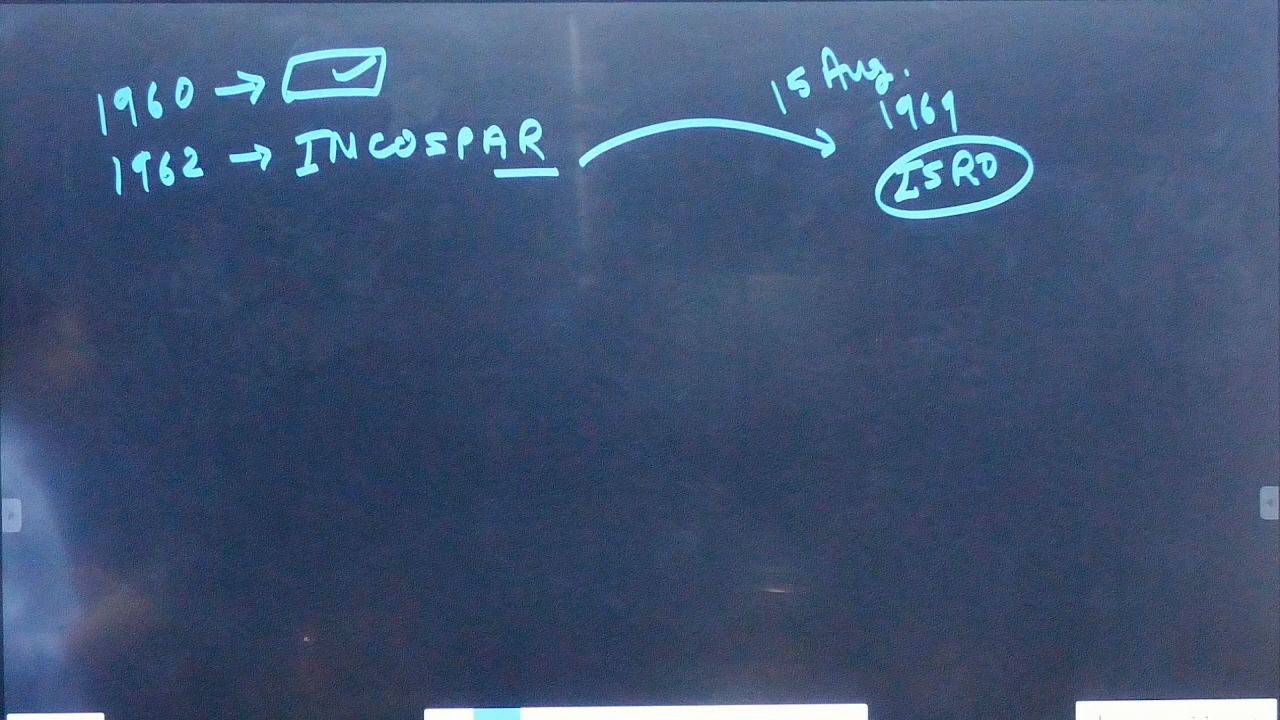 1960 →
1962 → INCOSPAR
15 Aug.
1969
ISRO